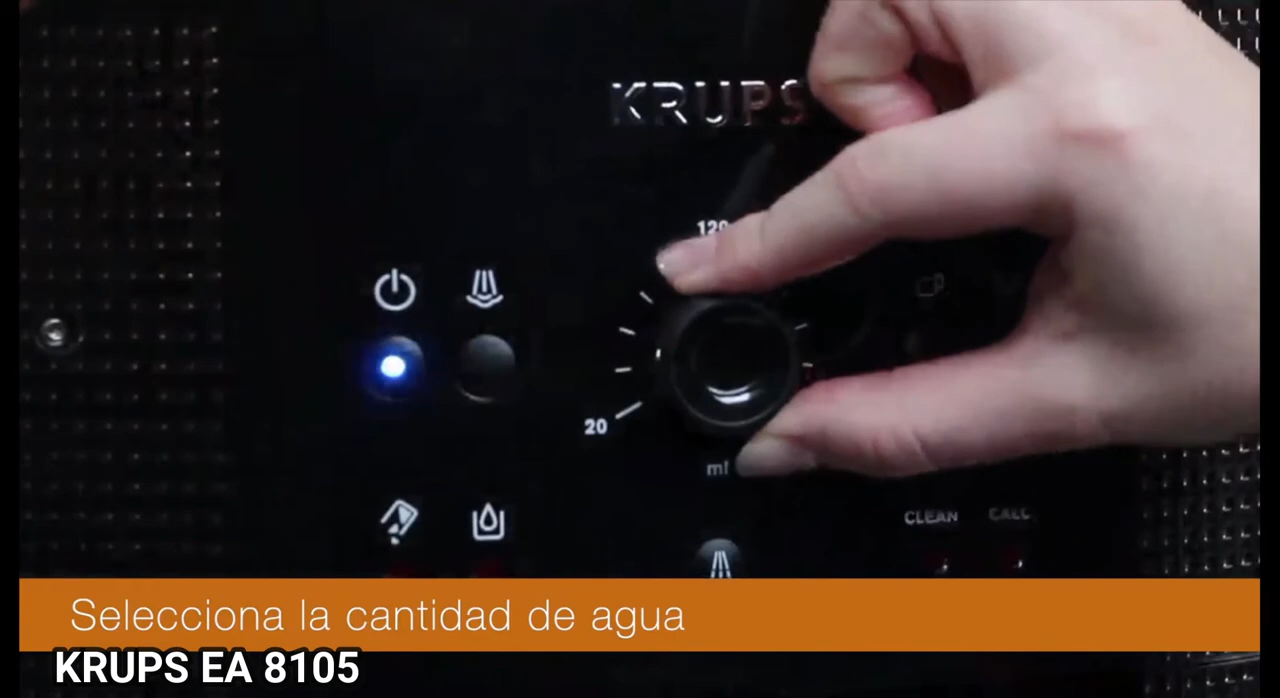 KRUPS
120
20
ml
CLEAN CALC
Selecciona la cantidad de agua
KRUPS EA 8105